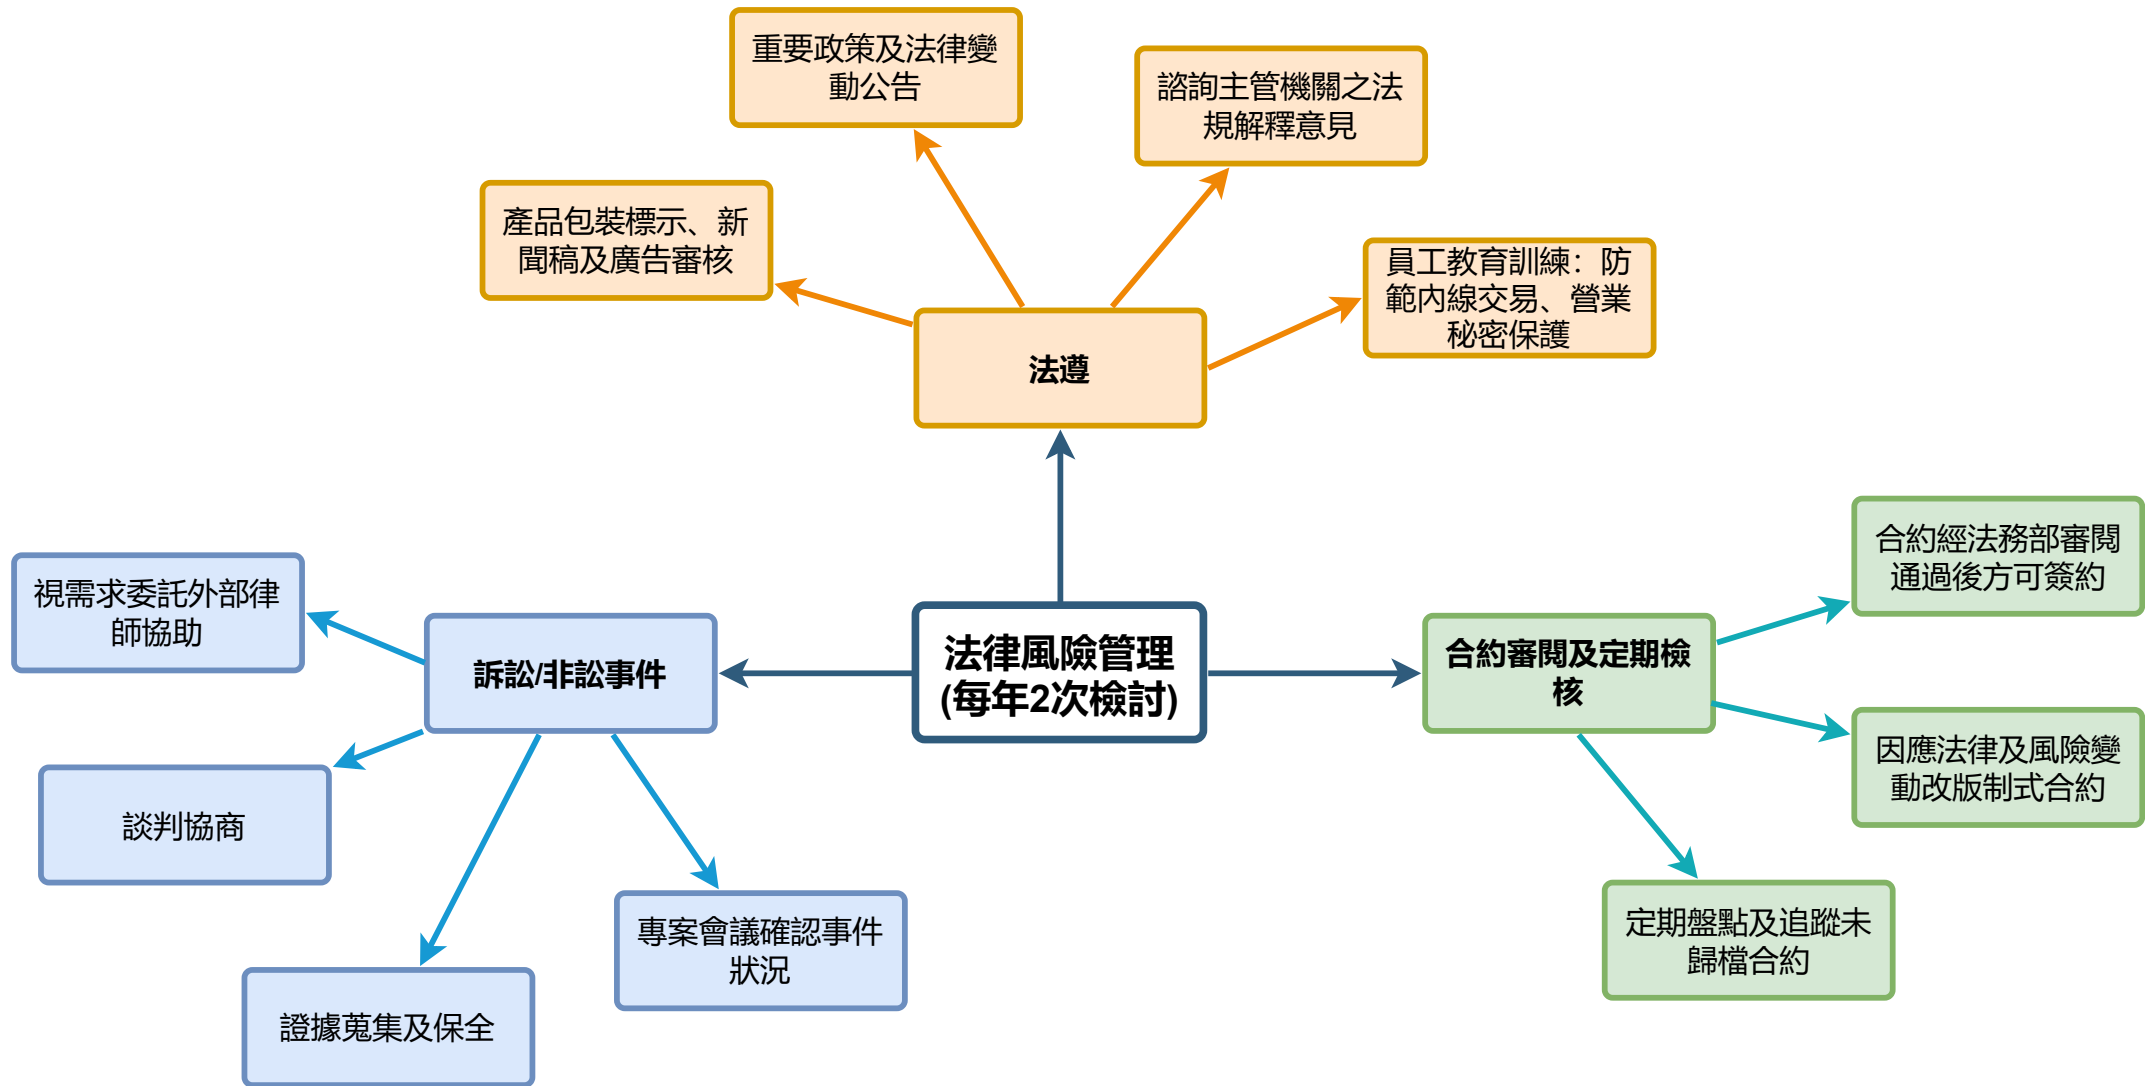 重要政策及法律變
動公告
諮詢主管機關之法
規解釋意見
產品包裝標示、新
聞稿及廣告審核
員工教育訓練：防
範內線交易、營業
秘密保護
法遵
合約經法務部審閱
通過後方可簽約
視需求委託外部律
師協助
訴訟/非訟事件
法律風險管理
(每年2次檢討)
合約審閱及定期檢
核
因應法律及風險變
動改版制式合約
談判協商
專案會議確認事件
狀況
定期盤點及追蹤未
歸檔合約
證據蒐集及保全